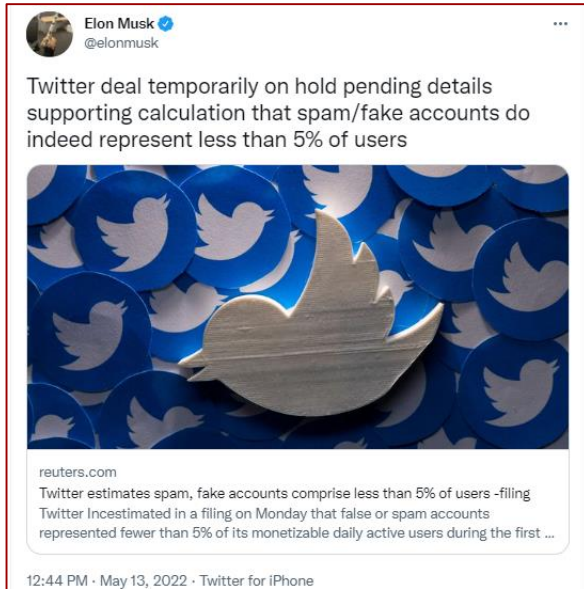 Elon Musk
@elonmusk
Twitter deal temporarily on hold pending details
supporting calculation that spam/fake accounts do
indeed represent less than 5% of users
reuters.com
Twitter estimates spam, fake accounts comprise less than 5% of users -filing
Twitter Incestimated in a filing on Monday that false or spam accounts
represented fewer than 5% of its monetizable daily active users during the first ...
12:44 PM · May 13, 2022 · Twitter for iPhone